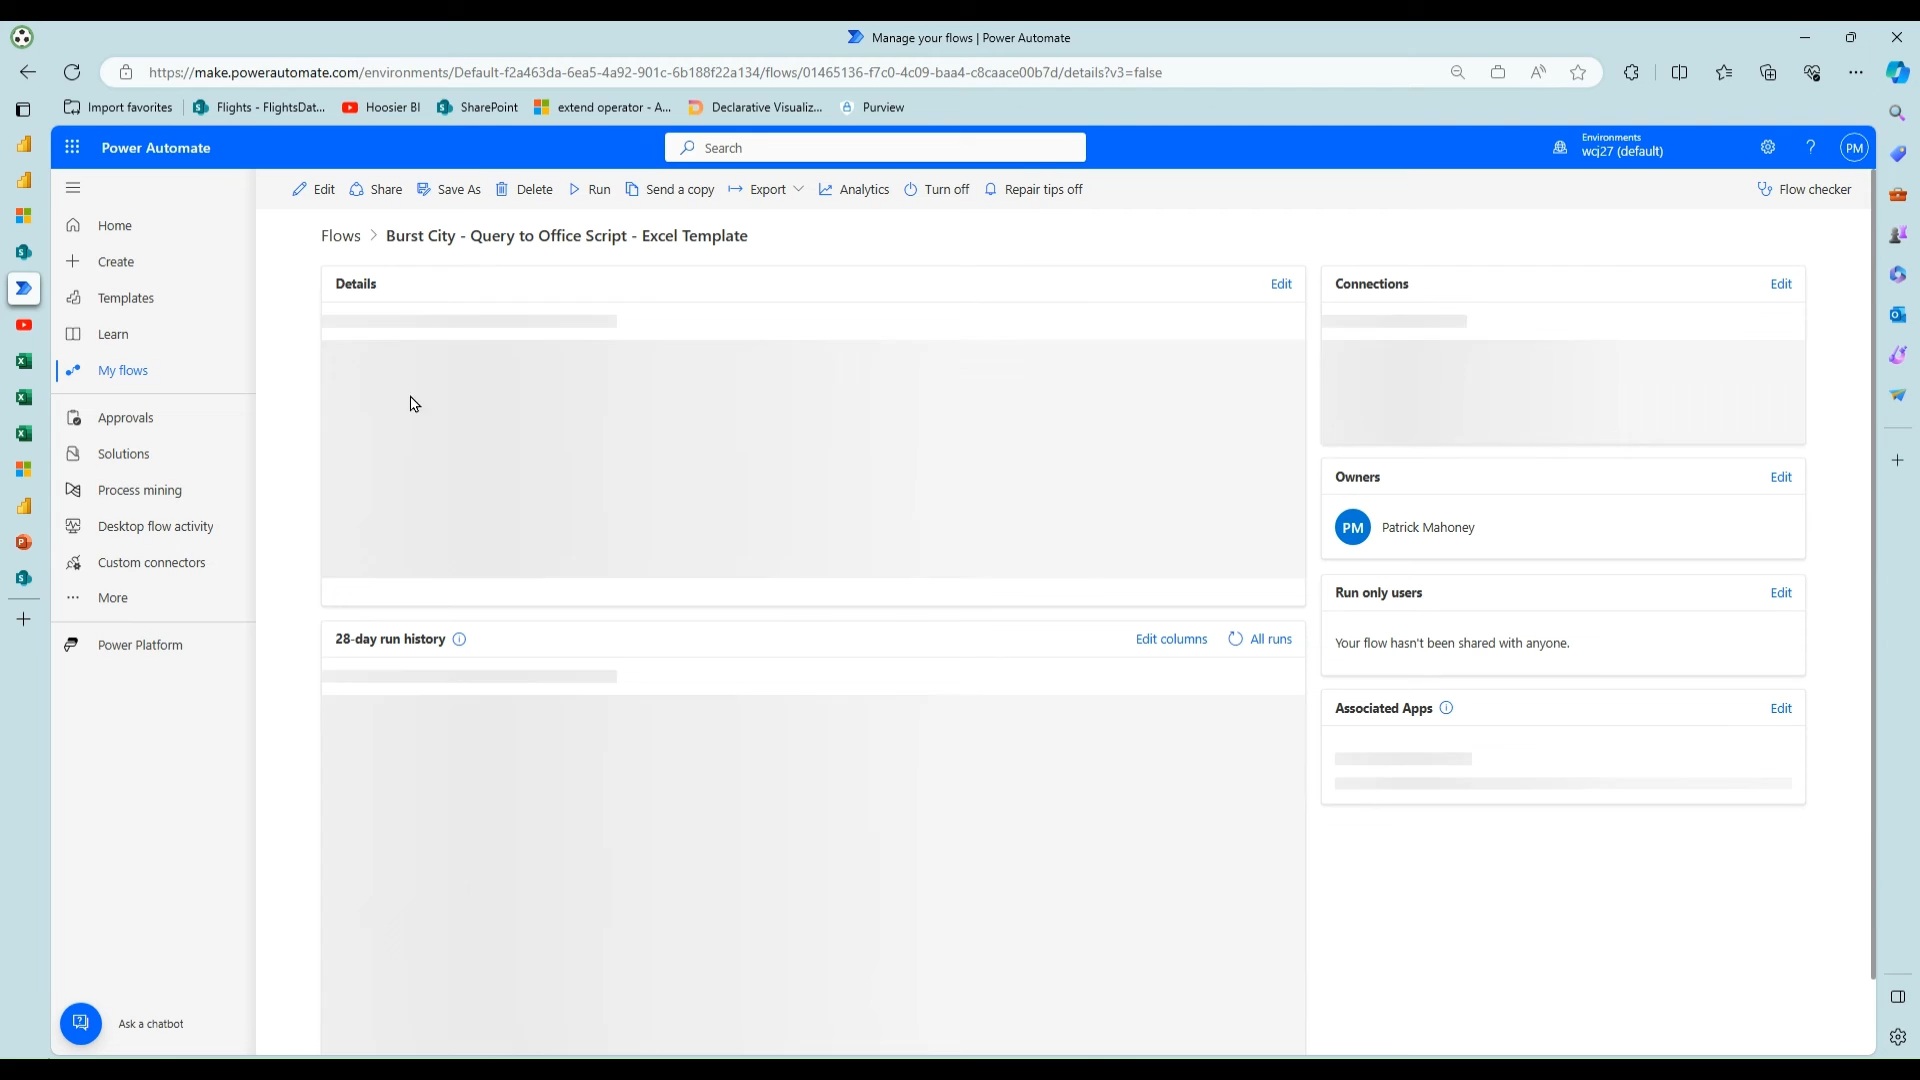 Manage your flows | Power Automate
https://make.powerautomate.com/environments/Default-f2a463da-6ea5-4a92-901c-6b188f22a134/flows/01465136-f7c0-4c09-baa4-c8caace00b7d/details?v3=false
Import favorites Flights - FlightsDat... Hoosier BI SharePoint extend operator - A... Declarative Visualiz... Purview
Power Automate
Search
Environments
wcj27 (default)
PM
Edit Share Save As Delete Run Send a copy Export Analytics Turn off Repair tips off Flow checker
Home
Create
Templates
Learn
My flows
Approvals
Solutions
Process mining
Desktop flow activity
Custom connectors
More
Power Platform
Ask a chatbot
Flows > Burst City - Query to Office Script - Excel Template
Details Edit
28-day run history Edit columns All runs
Connections Edit
Owners Edit
PM Patrick Mahoney
Run only users Edit
Your flow hasn't been shared with anyone.
Associated Apps Edit